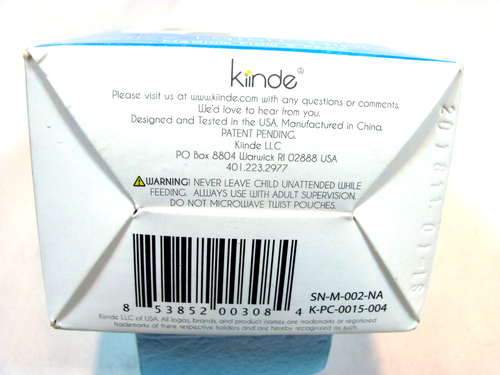 kiinde®
Please visit us at www.kiinde.com with any questions or comments.
We'd love to hear from you.
Designed and Tested in the USA. Manufactured in China.
PATENT PENDING.
Kiinde LLC
PO Box 8804 Warwick RI 02888 USA
401.223.2977
WARNING! NEVER LEAVE CHILD UNATTENDED WHILE
FEEDING. ALWAYS USE WITH ADULT SUPERVISION.
DO NOT MICROWAVE TWIST POUCHES.
8 53852 00308 4
SN-M-002-NA
K-PC-0015-004
Kiinde LLC of USA. All logos, brands, and product names are trademarks or registered
trademarks of there respective holders and are hereby recognized as such.